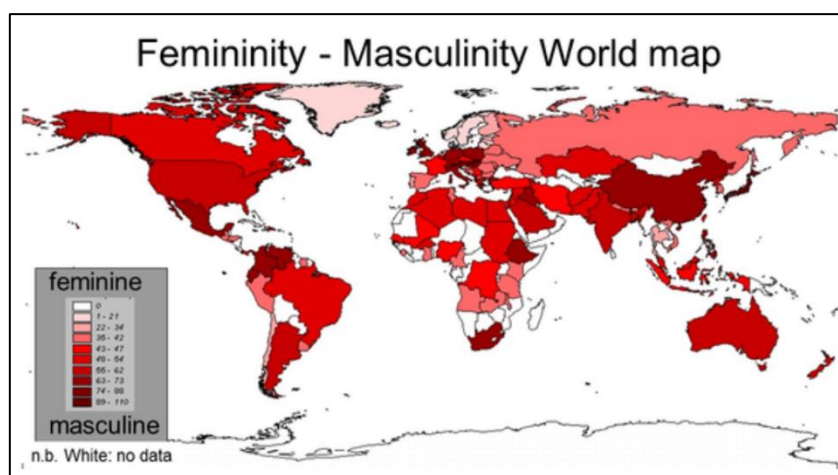 Femininity - Masculinity World map
feminine
0
1 - 21
22 - 34
35 - 42
43 - 47
48 - 54
55 - 62
63 - 73
74 - 88
89 - 110
masculine
n.b. White: no data